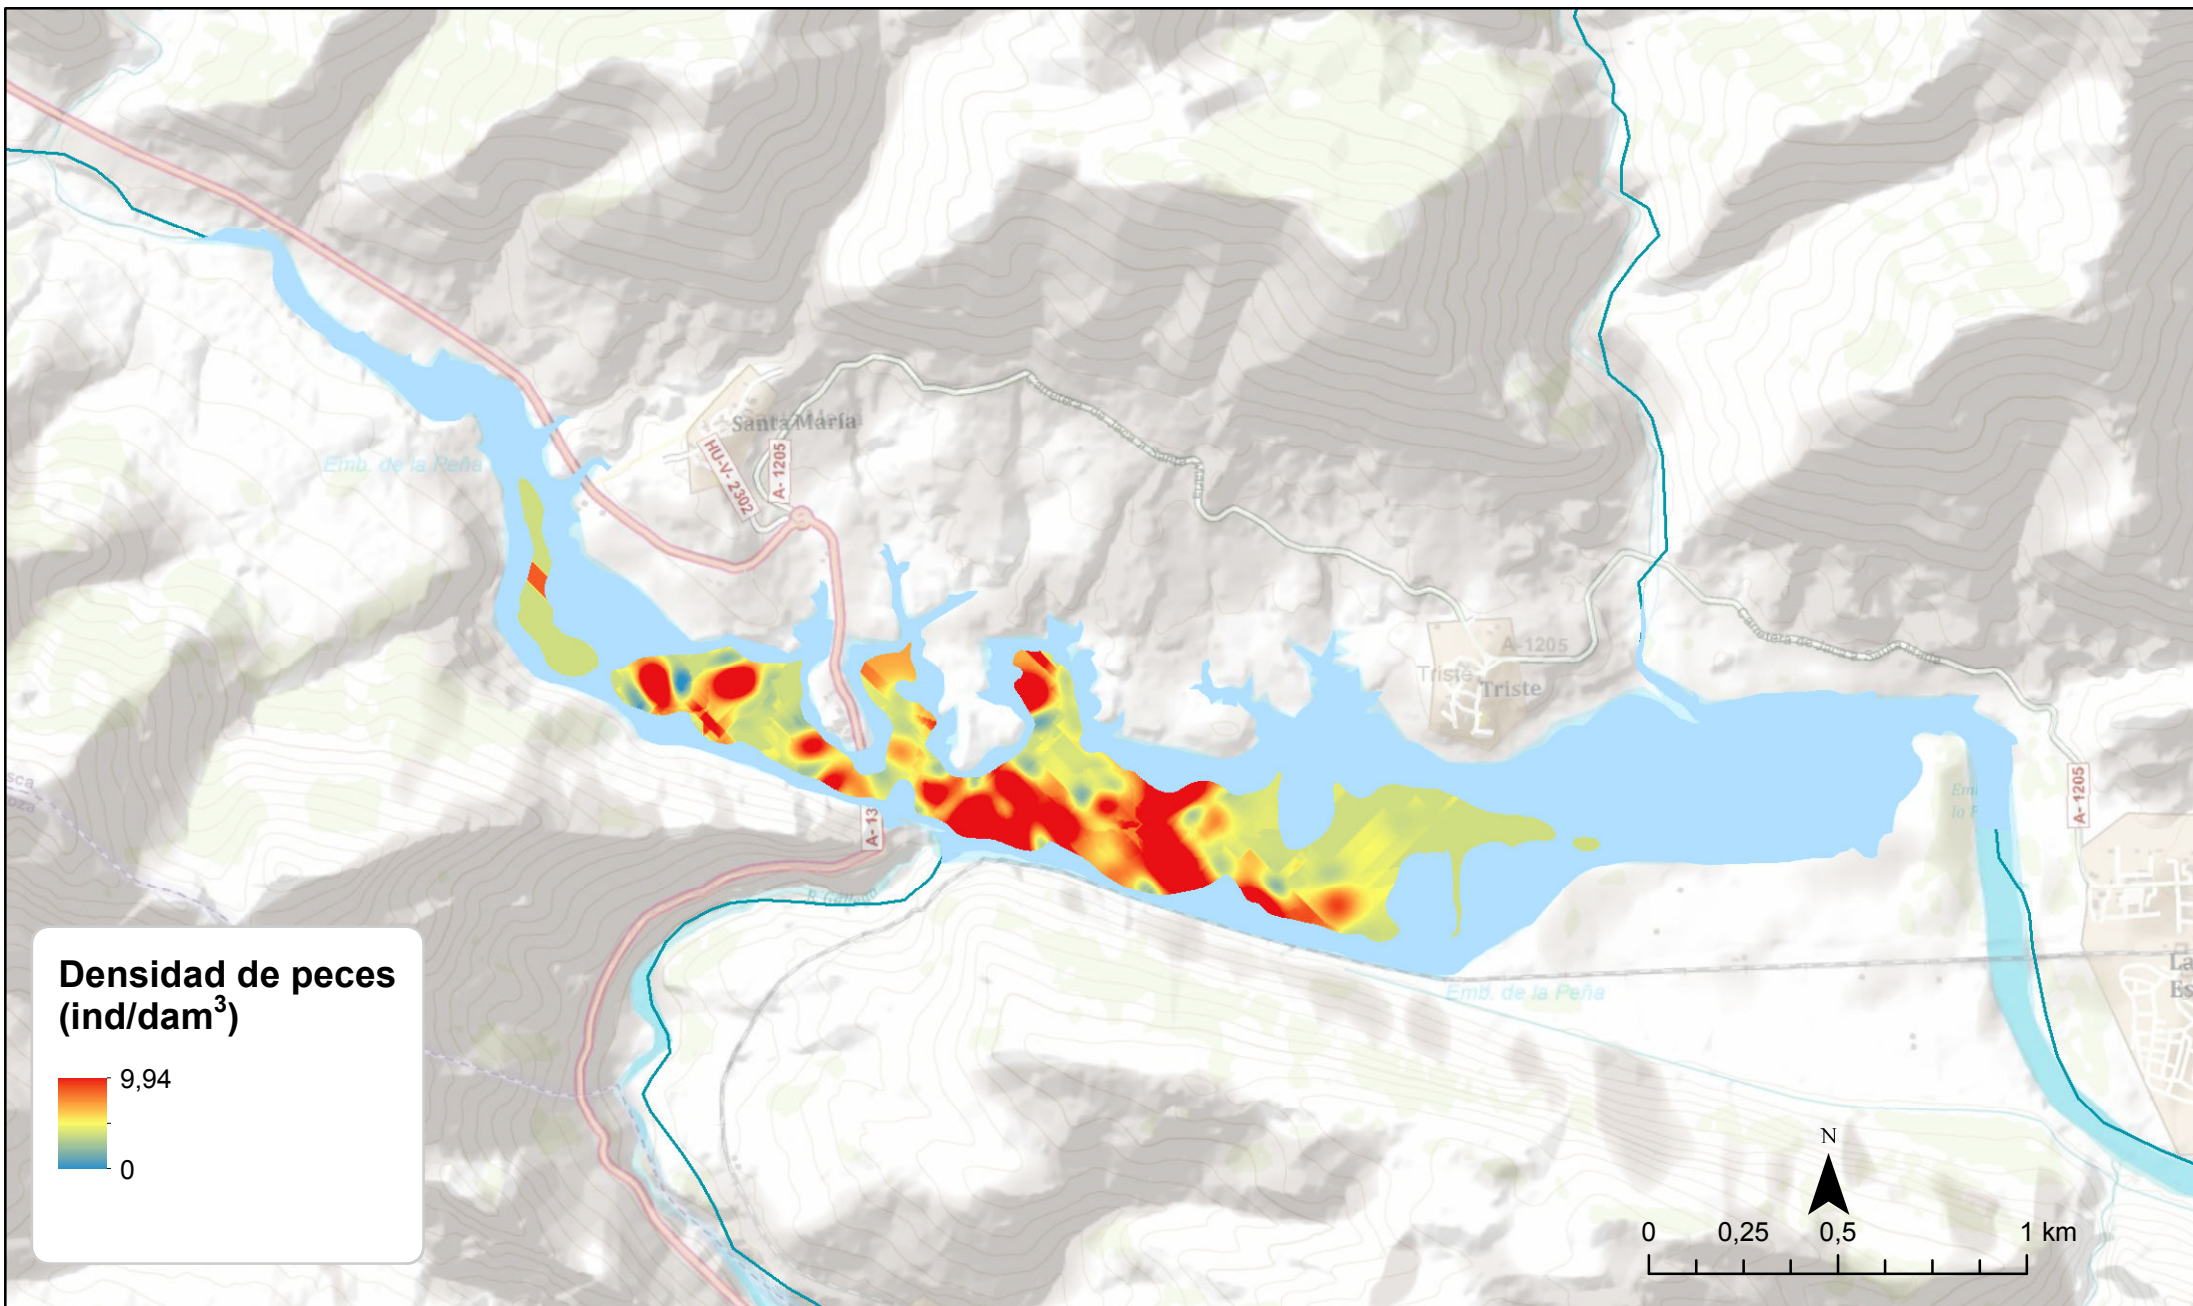 Santa María
HU-V-2302
A-1205
Emb. de la Peña
A-1205
Triste
Triste
A-1205
A-13
R. Gállego
Emb. de la Peña
Densidad de peces
(ind/dam³)
9,94
0
N
0 0,25 0,5 1 km